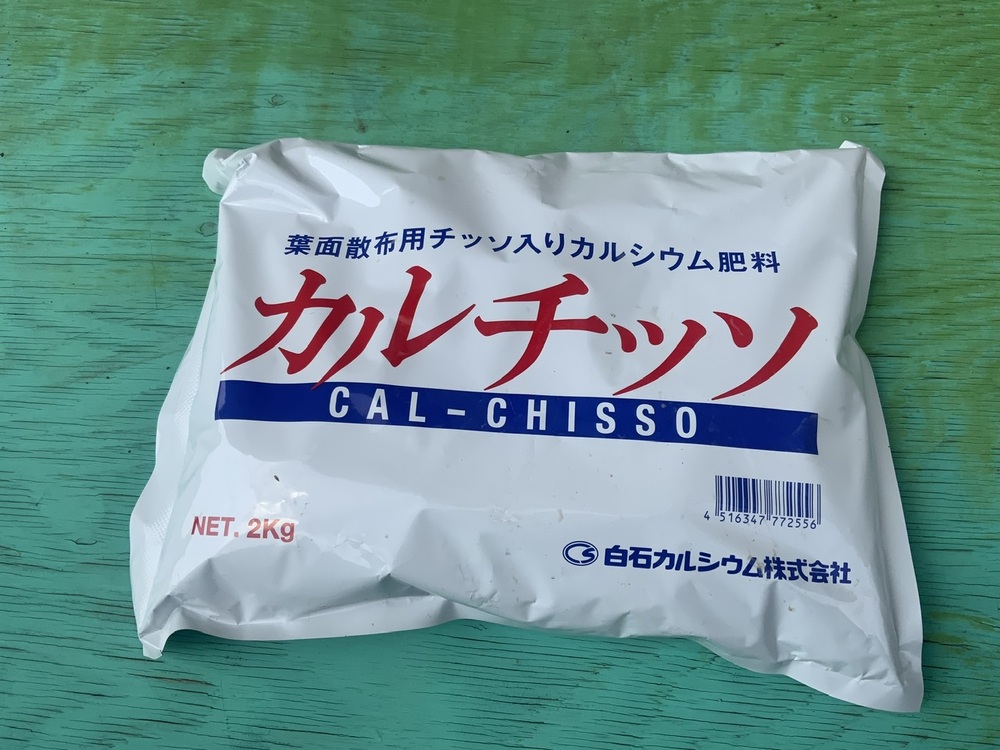 葉面散布用チッソ入りカルシウム肥料
カルチッソ
CAL-CHISSO
4 516347 772556
NET. 2Kg
CS 白石カルシウム株式会社